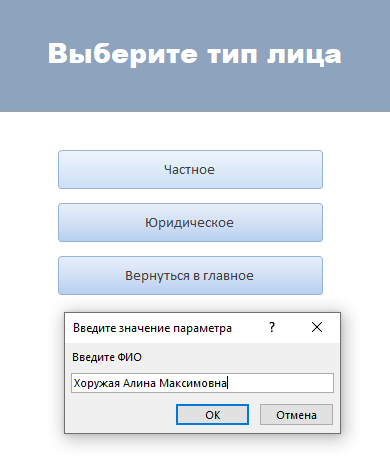 Выберите тип лица
Частное
Юридическое
Вернуться в главное
Введите значение параметра ?
Введите ФИО
Хоружая Алина Максимовна
ОК Отмена